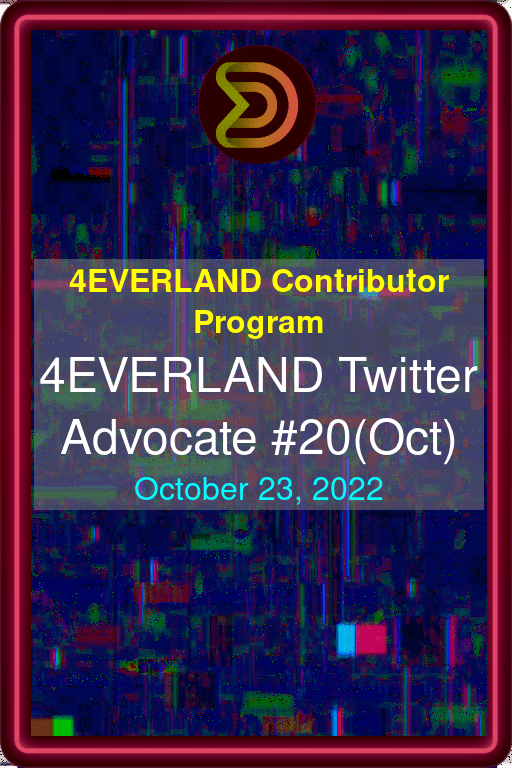 4EVERLAND Contributor
Program
4EVERLAND Twitter
Advocate #20(Oct)
October 23, 2022